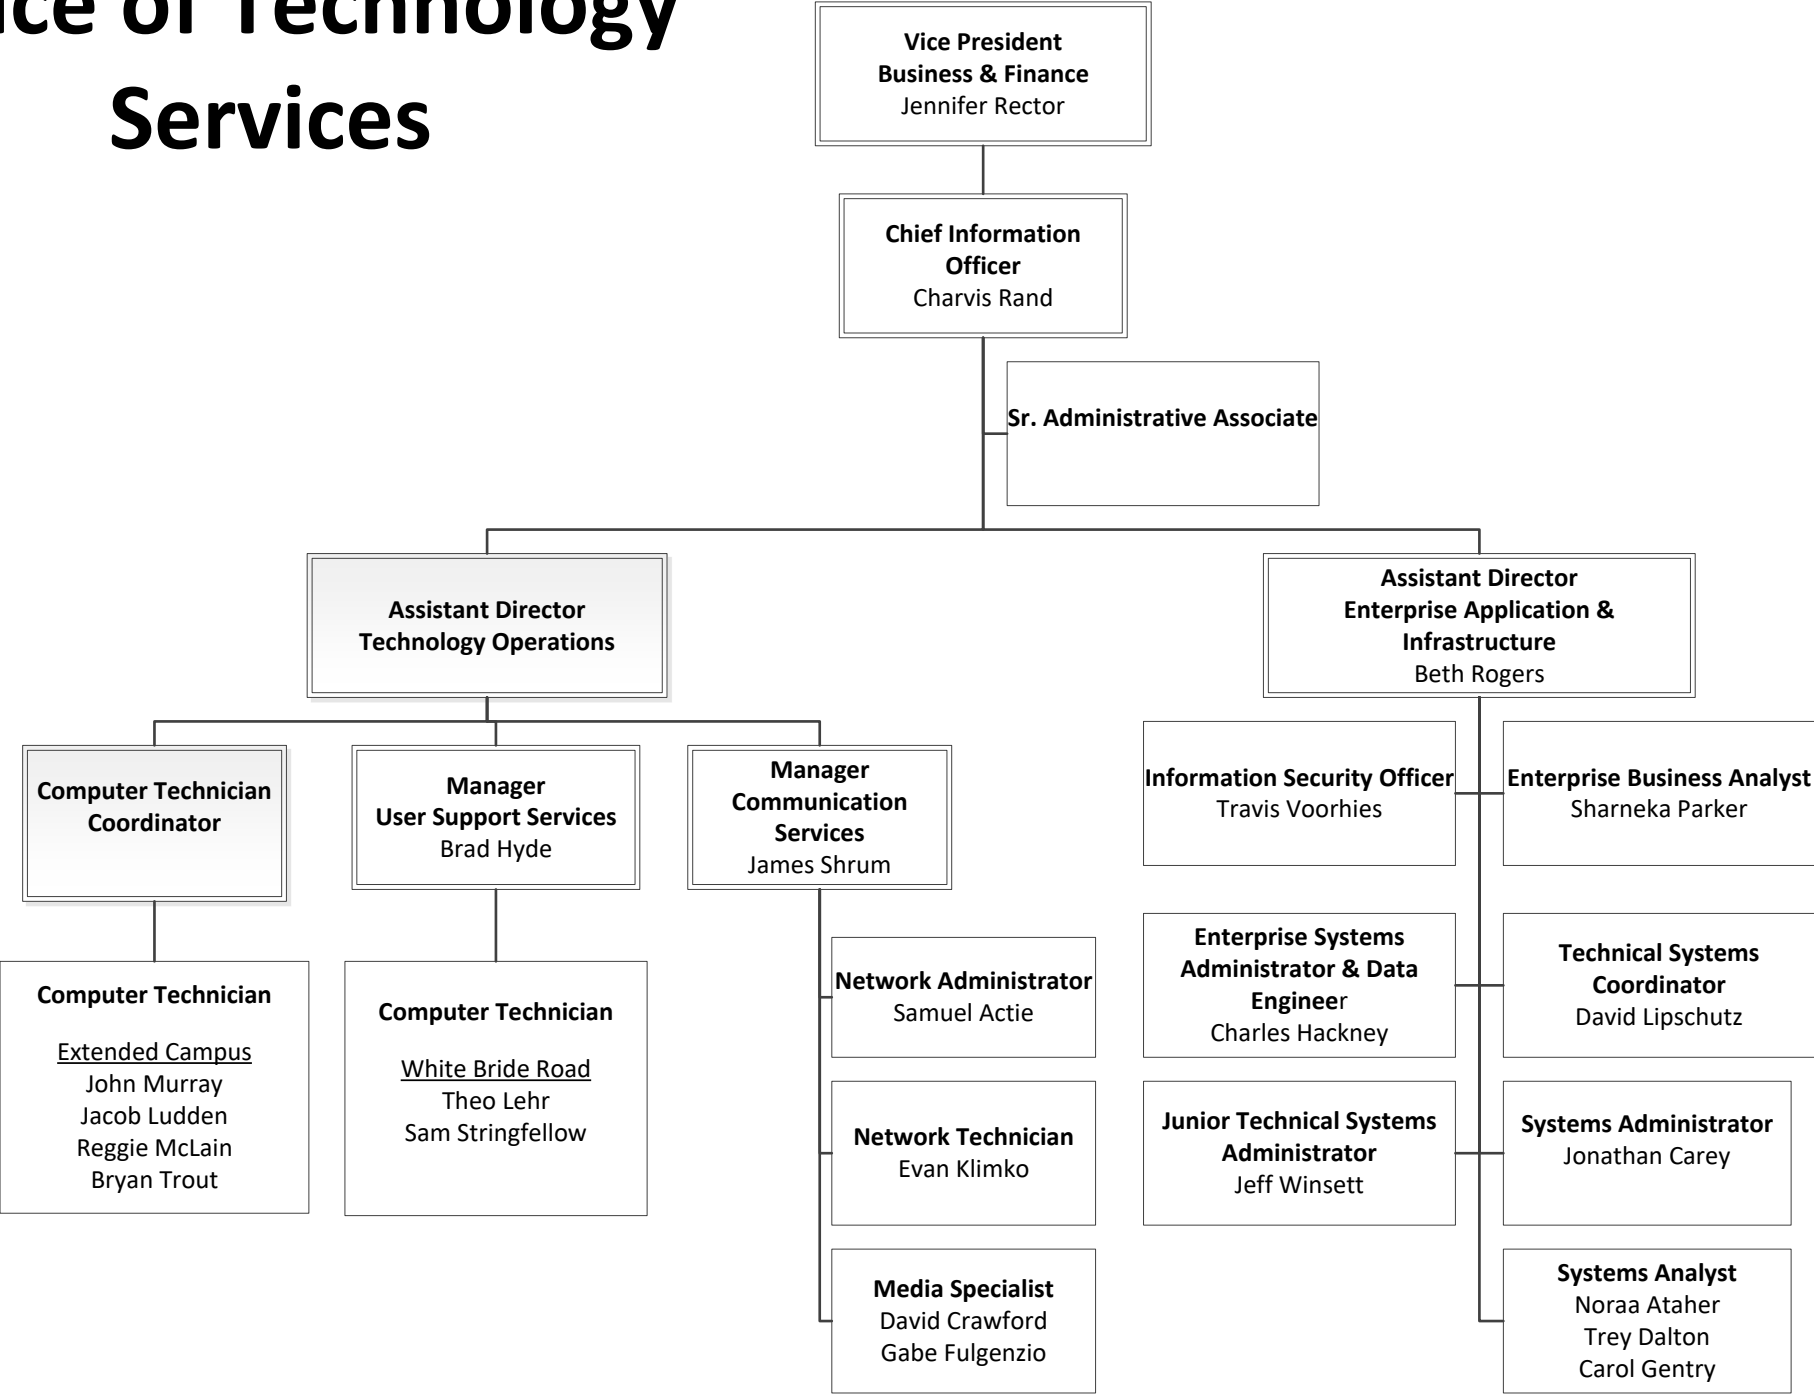 of Technology
Services
Vice President
Business & Finance
Jennifer Rector
Chief Information
Officer
Charvis Rand
Sr. Administrative Associate
Assistant Director
Technology Operations
Assistant Director
Enterprise Application &
Infrastructure
Beth Rogers
Computer Technician
Coordinator
Manager
User Support Services
Brad Hyde
Manager
Communication
Services
James Shrum
Information Security Officer
Travis Voorhies
Enterprise Business Analyst
Sharneka Parker
Computer Technician
Extended Campus
John Murray
Jacob Ludden
Reggie McLain
Bryan Trout
Computer Technician
White Bride Road
Theo Lehr
Sam Stringfellow
Network Administrator
Samuel Actie
Network Technician
Evan Klimko
Media Specialist
David Crawford
Gabe Fulgenzio
Enterprise Systems
Administrator & Data
Engineer
Charles Hackney
Technical Systems
Coordinator
David Lipschutz
Junior Technical Systems
Administrator
Jeff Winsett
Systems Administrator
Jonathan Carey
Systems Analyst
Noraa Ataher
Trey Dalton
Carol Gentry